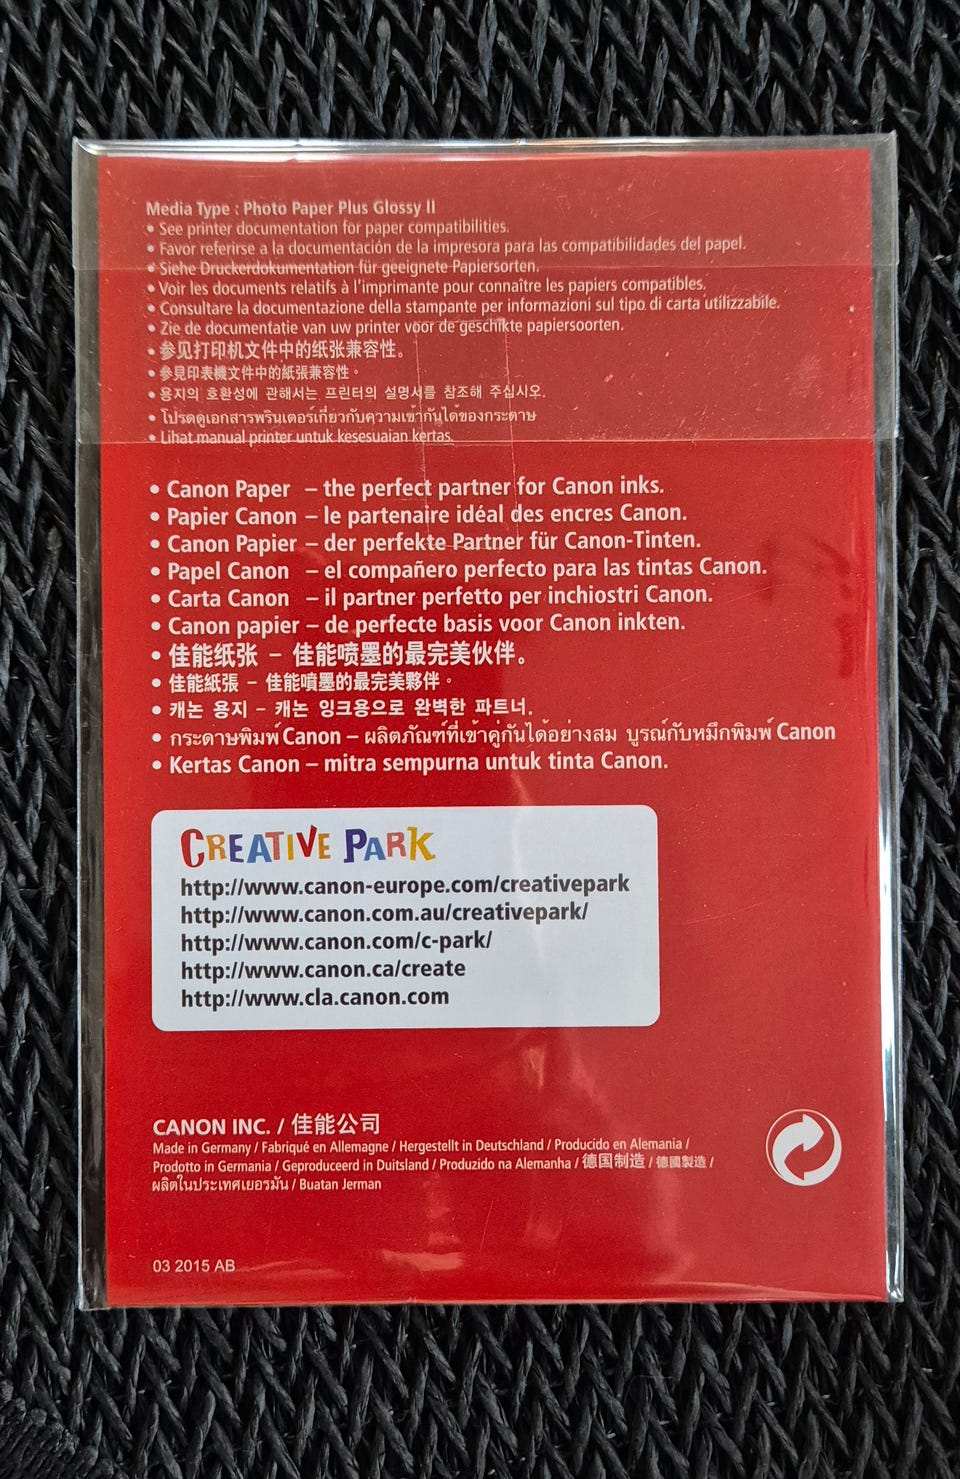 Media Type : Photo Paper Plus Glossy II
• See printer documentation for paper compatibilities.
• Favor referirse a la documentación de la impresora para las compatibilidades del papel.
• Siehe Druckerdokumentation für geeignete Papiersorten.
• Voir les documents relatifs à l'imprimante pour connaître les papiers compatibles.
• Consultare la documentazione della stampante per informazioni sul tipo di carta utilizzabile.
• Zie de documentatie van uw printer voor de geschikte papiersoorten.
• 参见打印机文件中的纸张兼容性。
• 參見印表機文件中的紙張兼容性。
• 용지의 호환성에 관해서는 프린터의 설명서를 참조해 주십시오.
• โปรดดูเอกสารพรินเตอร์เกี่ยวกับความเข้ากันได้ของกระดาษ
• Lihat manual printer untuk kesesuaian kertas.
• Canon Paper – the perfect partner for Canon inks.
• Papier Canon – le partenaire idéal des encres Canon.
• Canon Papier – der perfekte Partner für Canon-Tinten.
• Papel Canon – el compañero perfecto para las tintas Canon.
• Carta Canon – il partner perfetto per inchiostri Canon.
• Canon papier – de perfecte basis voor Canon inkten.
• 佳能纸张 – 佳能喷墨的最完美伙伴。
• 佳能紙張 – 佳能噴墨的最完美夥伴。
• 캐논 용지 – 캐논 잉크용으로 완벽한 파트너.
• กระดาษพิมพ์ Canon – ผลิตภัณฑ์ที่เข้าคู่กันได้อย่างสม บูรณ์กับหมึกพิมพ์ Canon
• Kertas Canon – mitra sempurna untuk tinta Canon.
CREATIVE PARK
http://www.canon-europe.com/creativepark
http://www.canon.com.au/creativepark/
http://www.canon.com/c-park/
http://www.canon.ca/create
http://www.cla.canon.com
CANON INC. / 佳能公司
Made in Germany / Fabriqué en Allemagne / Hergestellt in Deutschland / Producido en Alemania /
Prodotto in Germania / Geproduceerd in Duitsland / Produzido na Alemanha / 德国制造 / 德國製造 /
ผลิตในประเทศเยอรมัน / Buatan Jerman
03 2015 AB